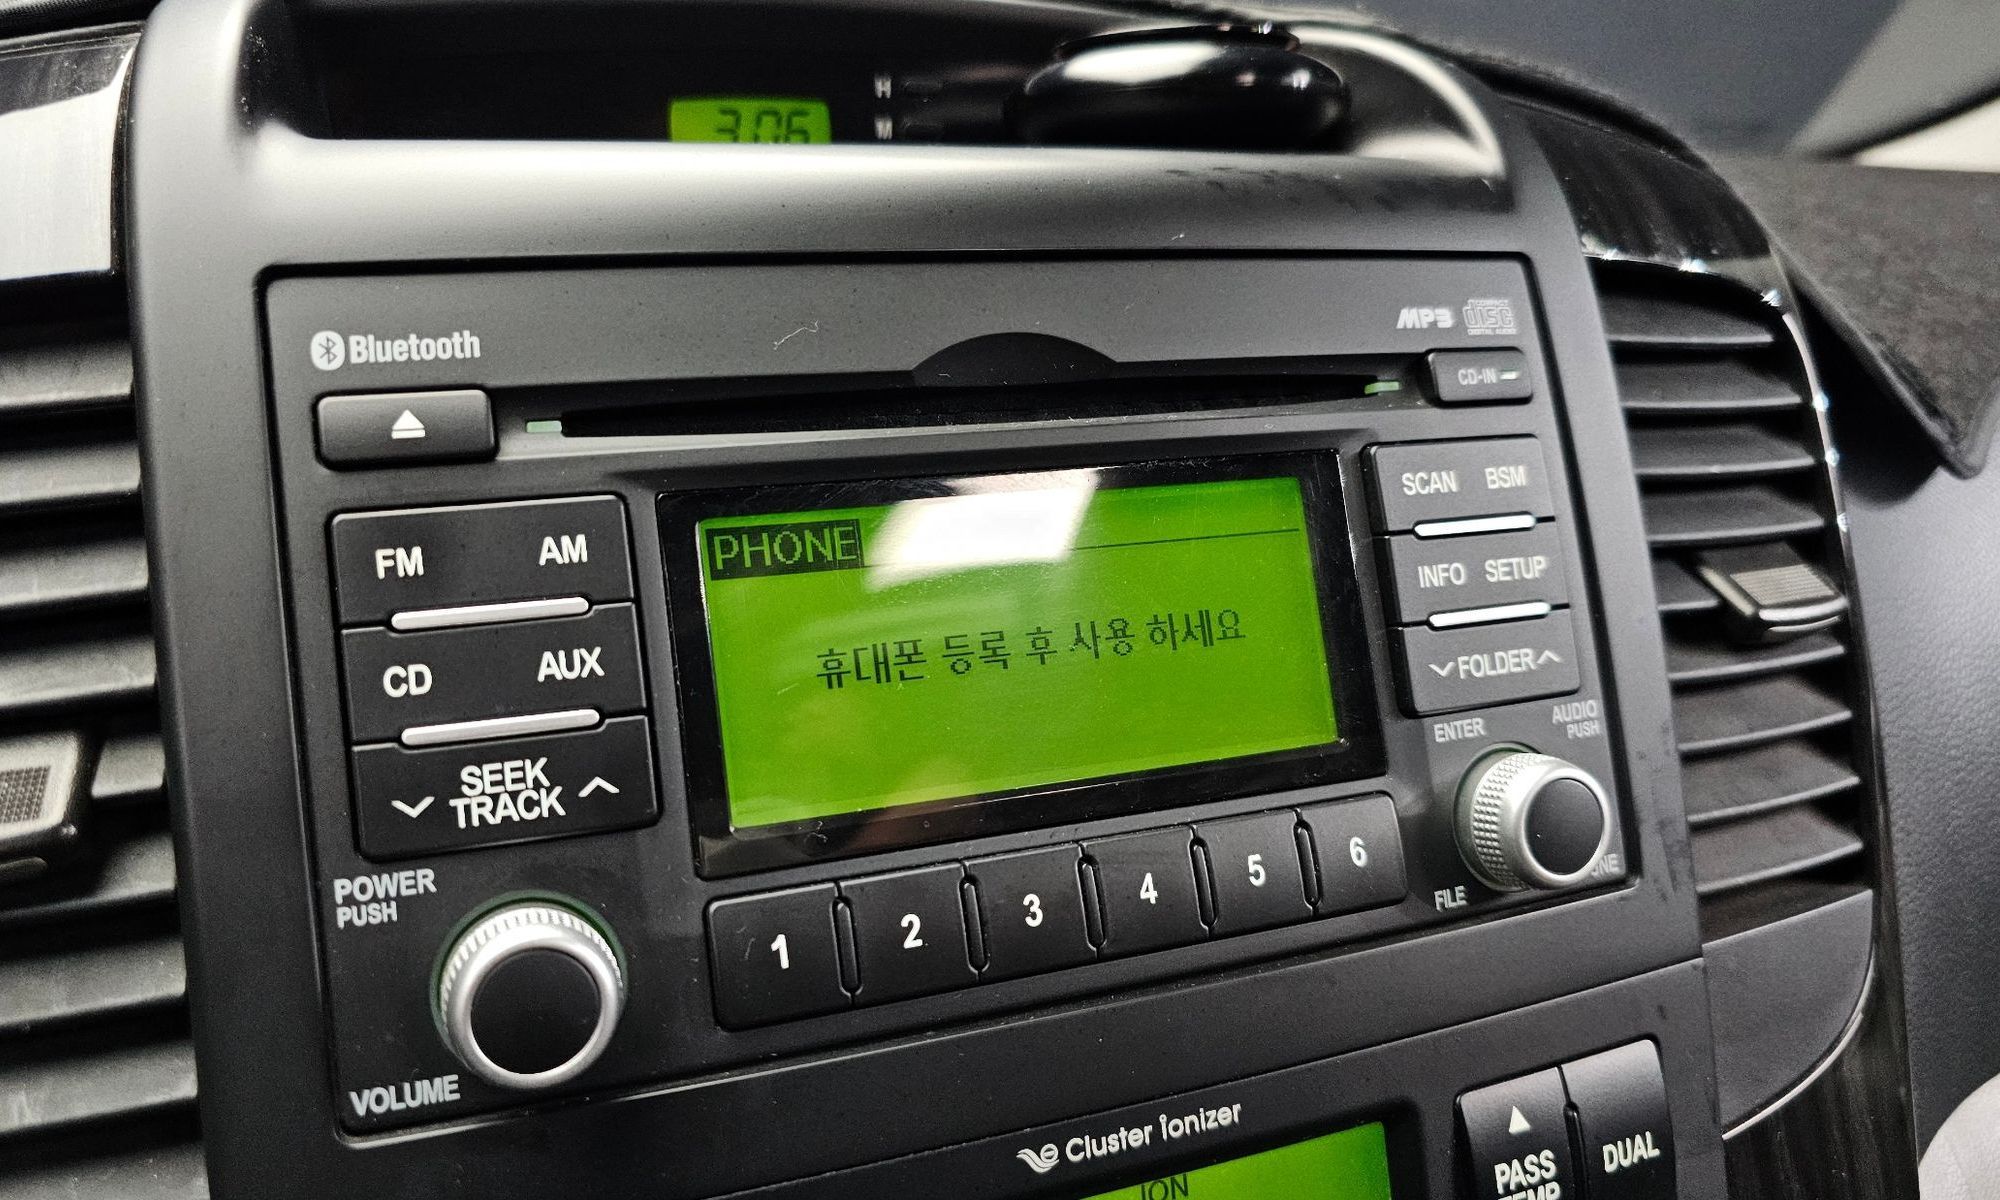 3:06
H
M
Bluetooth
MP3
COMPACT
disc
DIGITAL AUDIO
CD-IN
FM AM
CD AUX
SEEK
TRACK
POWER
PUSH
VOLUME
PHONE
휴대폰 등록 후 사용 하세요
SCAN BSM
INFO SETUP
FOLDER
ENTER
AUDIO
PUSH
FILE
1 2 3 4 5 6
Cluster ionizer
ION
PASS
TEMP
DUAL